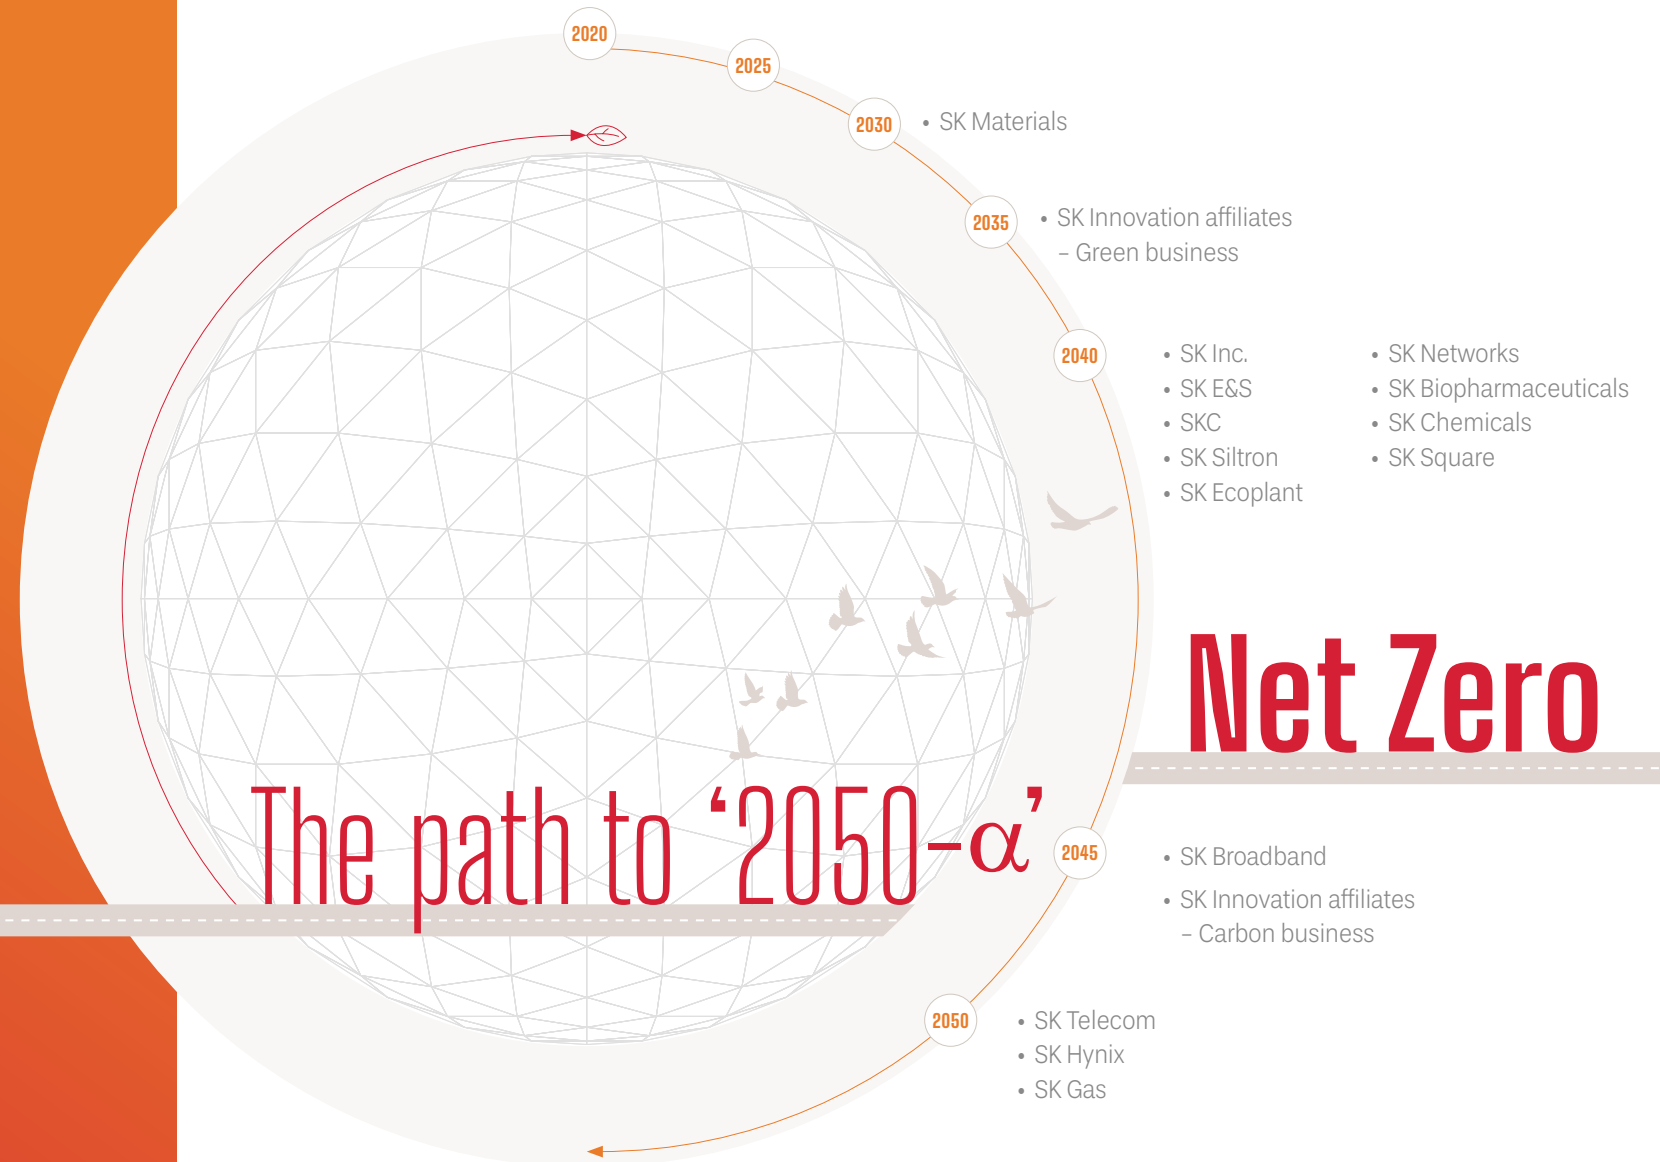 2020
2025
2030
• SK Materials
2035
• SK Innovation affiliates
– Green business
2040
• SK Inc.
• SK E&S
• SKC
• SK Siltron
• SK Ecoplant
• SK Networks
• SK Biopharmaceuticals
• SK Chemicals
• SK Square
Net Zero
The path to ‘2050-α’
2045
• SK Broadband
• SK Innovation affiliates
– Carbon business
2050
• SK Telecom
• SK Hynix
• SK Gas